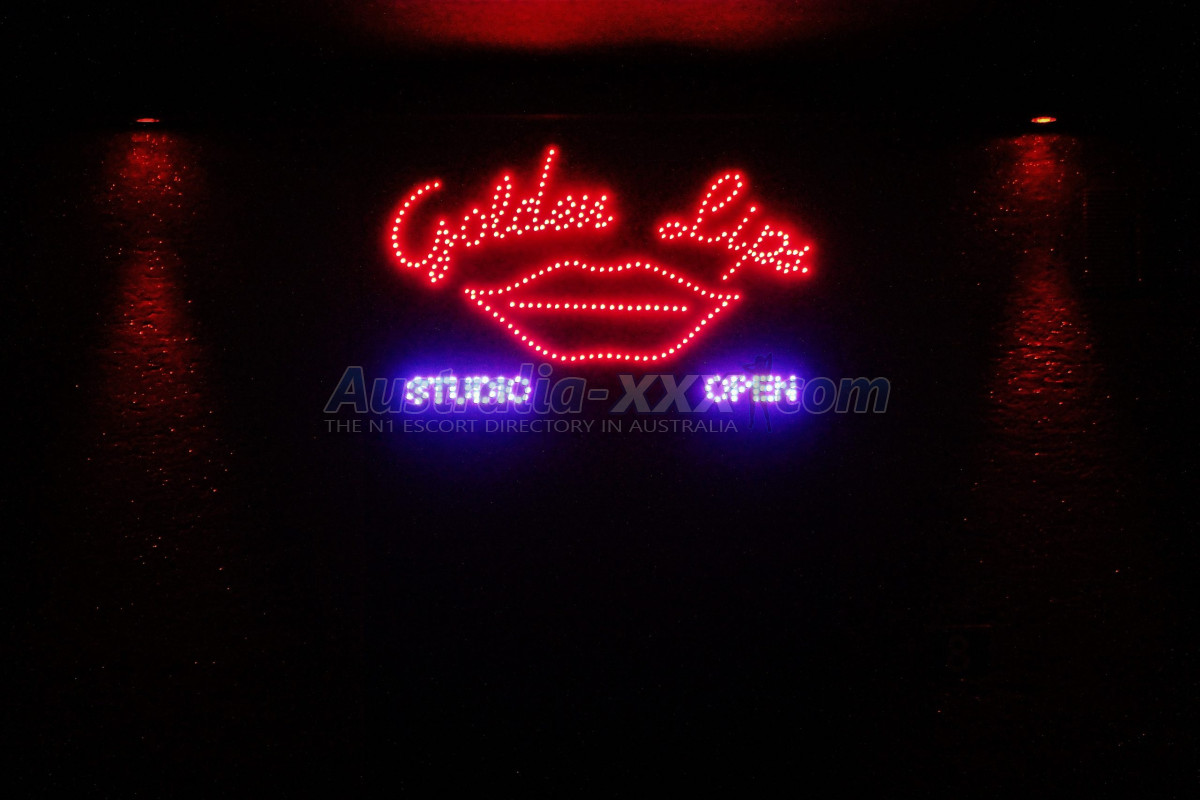 Golden Lips
STUDIO OPEN
Australia-XXX.com
THE N1 ESCORT DIRECTORY IN AUSTRALIA